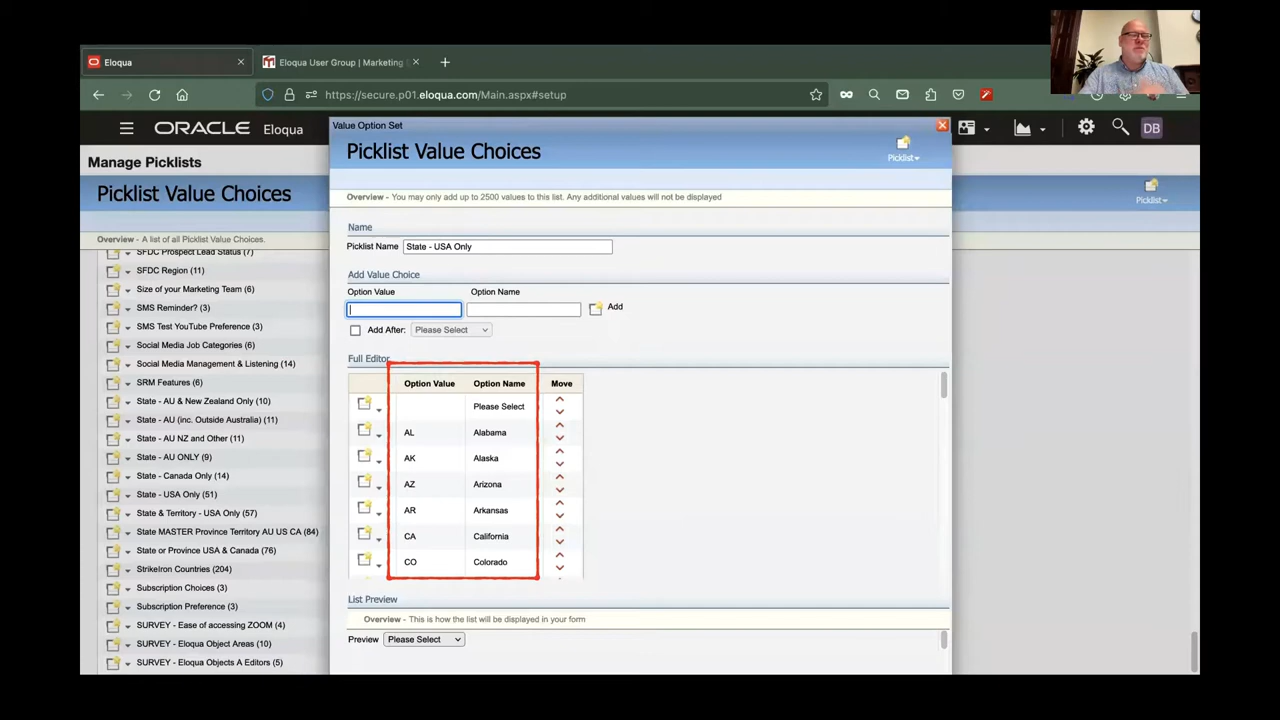 Eloqua
Eloqua User Group | Marketing
https://secure.p01.eloqua.com/Main.aspx#setup
ORACLE Eloqua
DB
Manage Picklists
Picklist Value Choices
Picklist
Overview - A list of all Picklist Value Choices.
SFDC Prospect Lead Status (7)
SFDC Region (11)
Size of your Marketing Team (6)
SMS Reminder? (3)
SMS Test YouTube Preference (3)
Social Media Job Categories (6)
Social Media Management & Listening (14)
SRM Features (6)
State - AU & New Zealand Only (10)
State - AU (inc. Outside Australia) (11)
State - AU NZ and Other (11)
State - AU ONLY (9)
State - Canada Only (14)
State - USA Only (51)
State & Territory - USA Only (57)
State MASTER Province Territory AU US CA (84)
State or Province USA & Canada (76)
StrikeIron Countries (204)
Subscription Choices (3)
Subscription Preference (3)
SURVEY - Ease of accessing ZOOM (4)
SURVEY - Eloqua Object Areas (10)
SURVEY - Eloqua Objects A Editors (5)
Value Option Set
Picklist Value Choices
Picklist
Overview - You may only add up to 2500 values to this list. Any additional values will not be displayed
Name
Picklist Name State - USA Only
Add Value Choice
Option Value Option Name
Add
Add After: Please Select
Full Editor
Option Value Option Name Move
Please Select
AL Alabama
AK Alaska
AZ Arizona
AR Arkansas
CA California
CO Colorado
List Preview
Overview - This is how the list will be displayed in your form
Preview Please Select